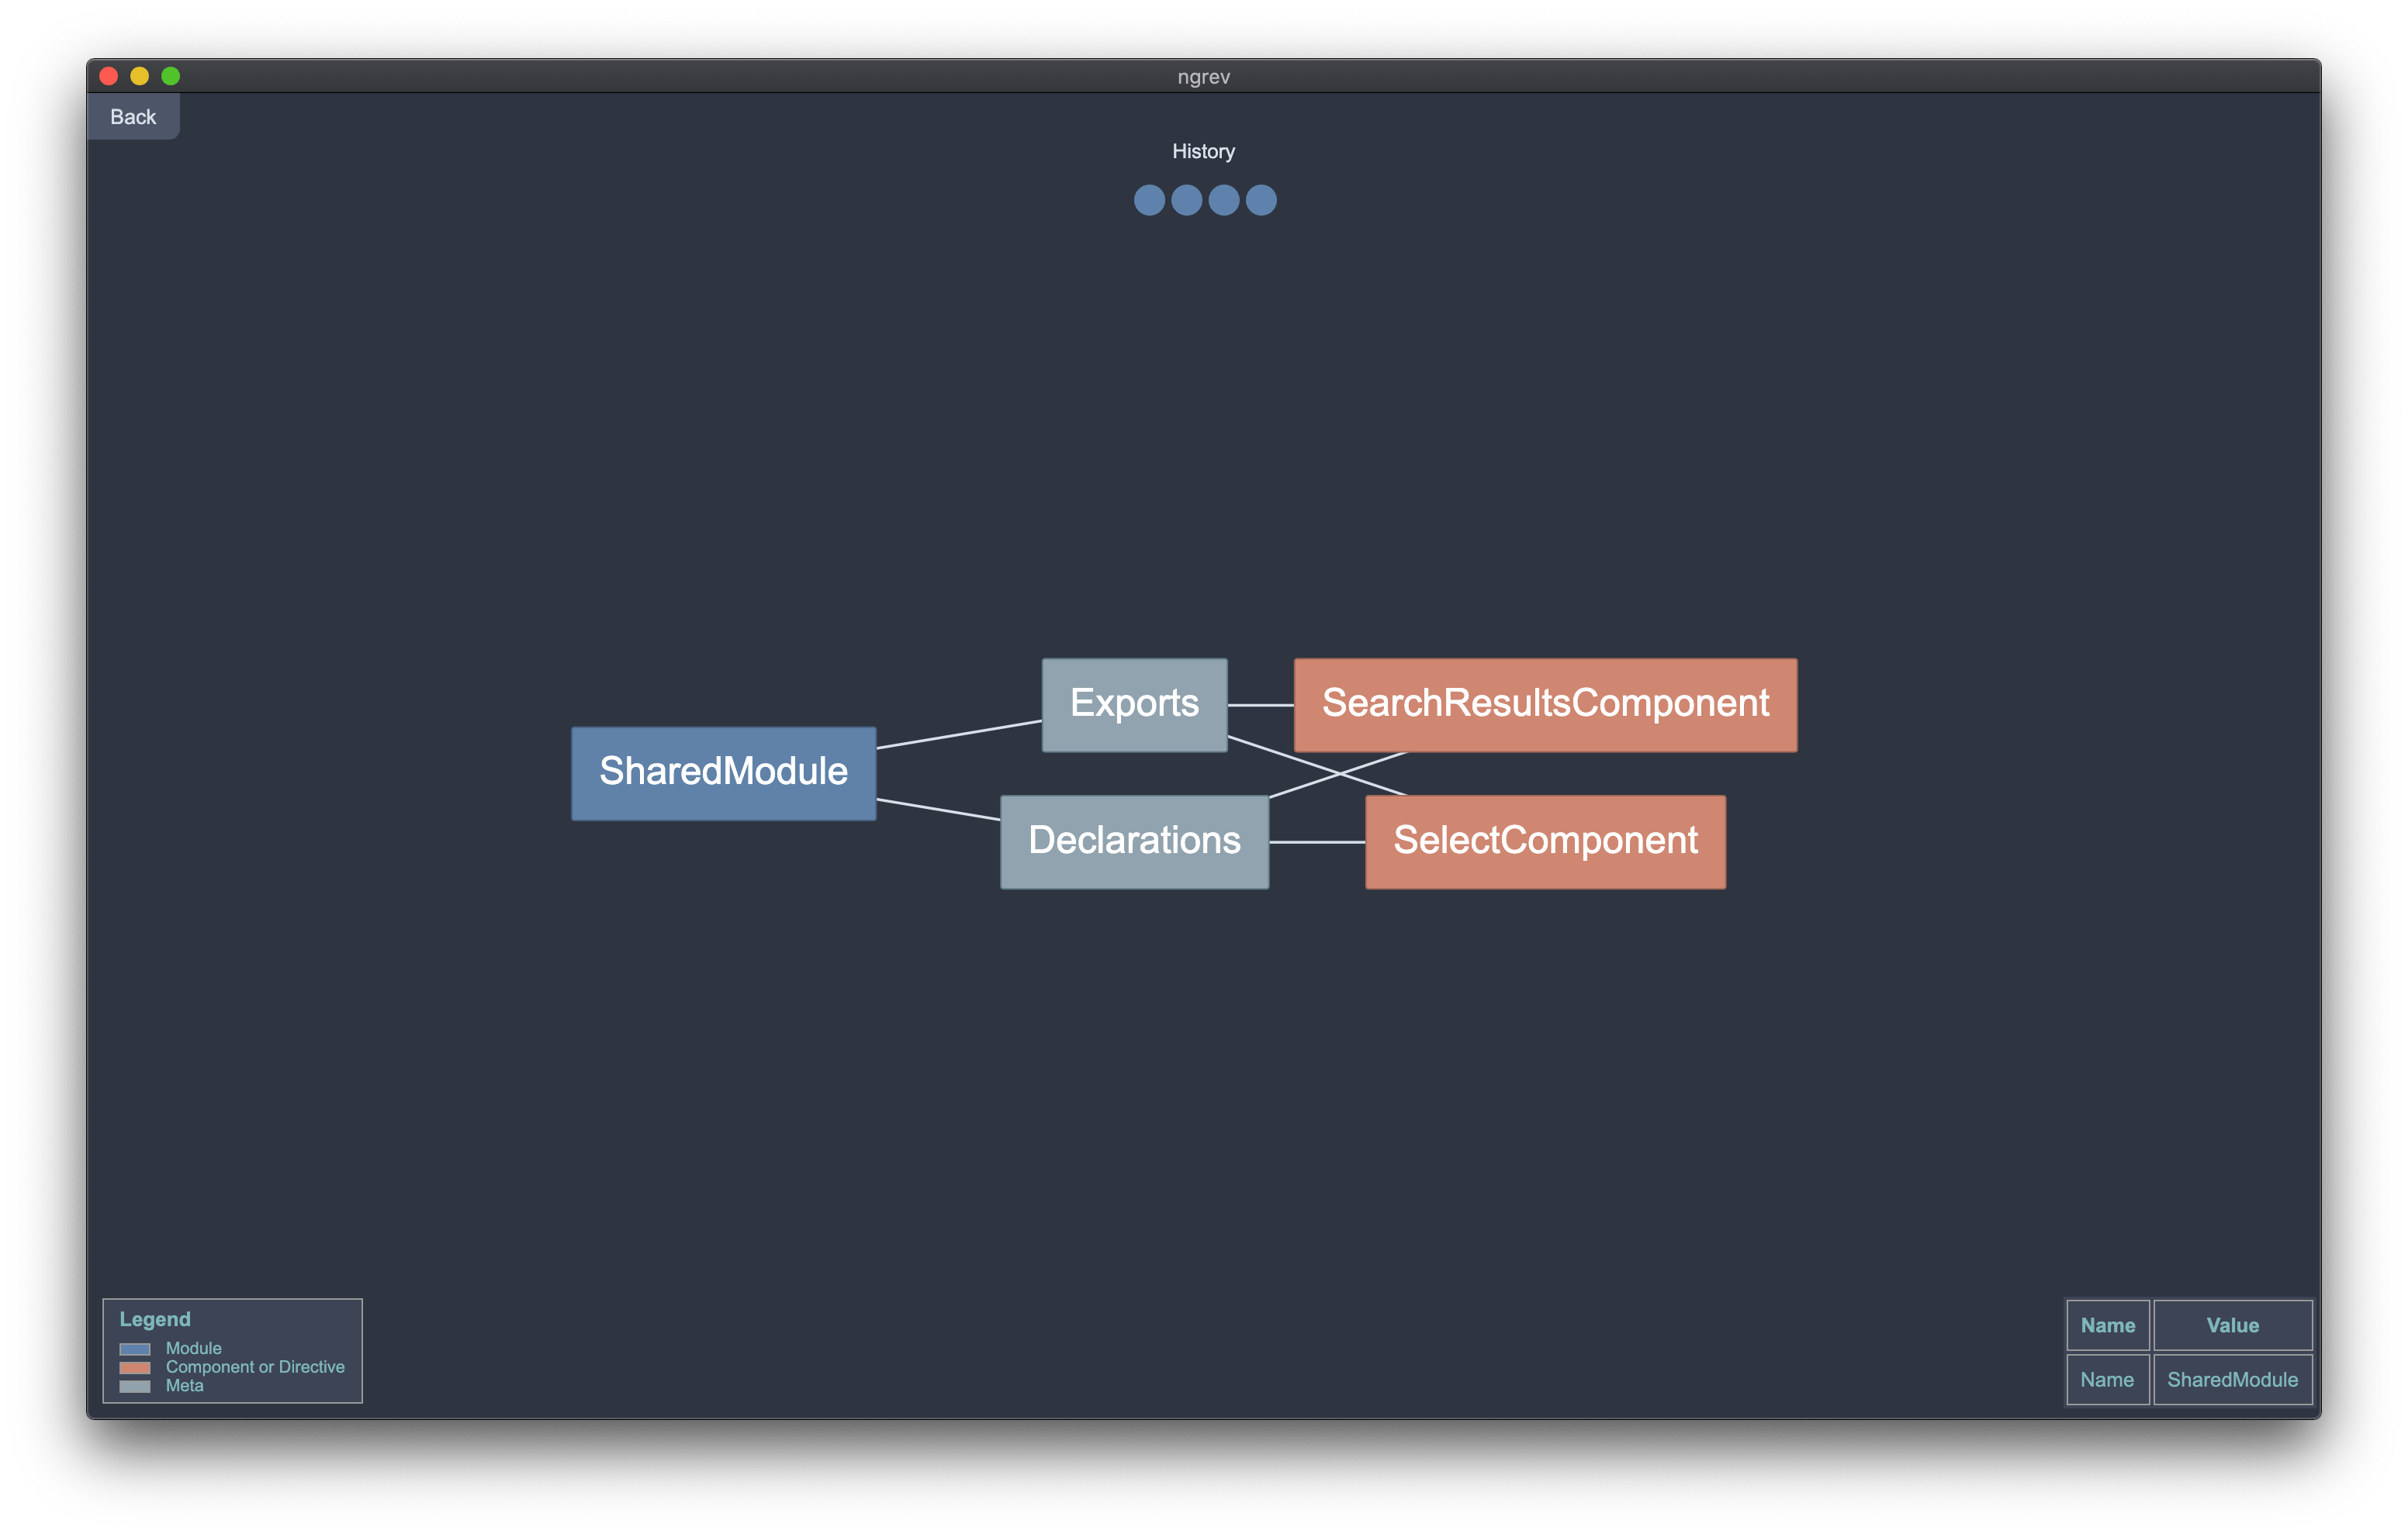 ngrev
Back
History
Exports
SearchResultsComponent
SharedModule
Declarations
SelectComponent
Legend
Module
Component or Directive
Meta
Name Value
Name SharedModule